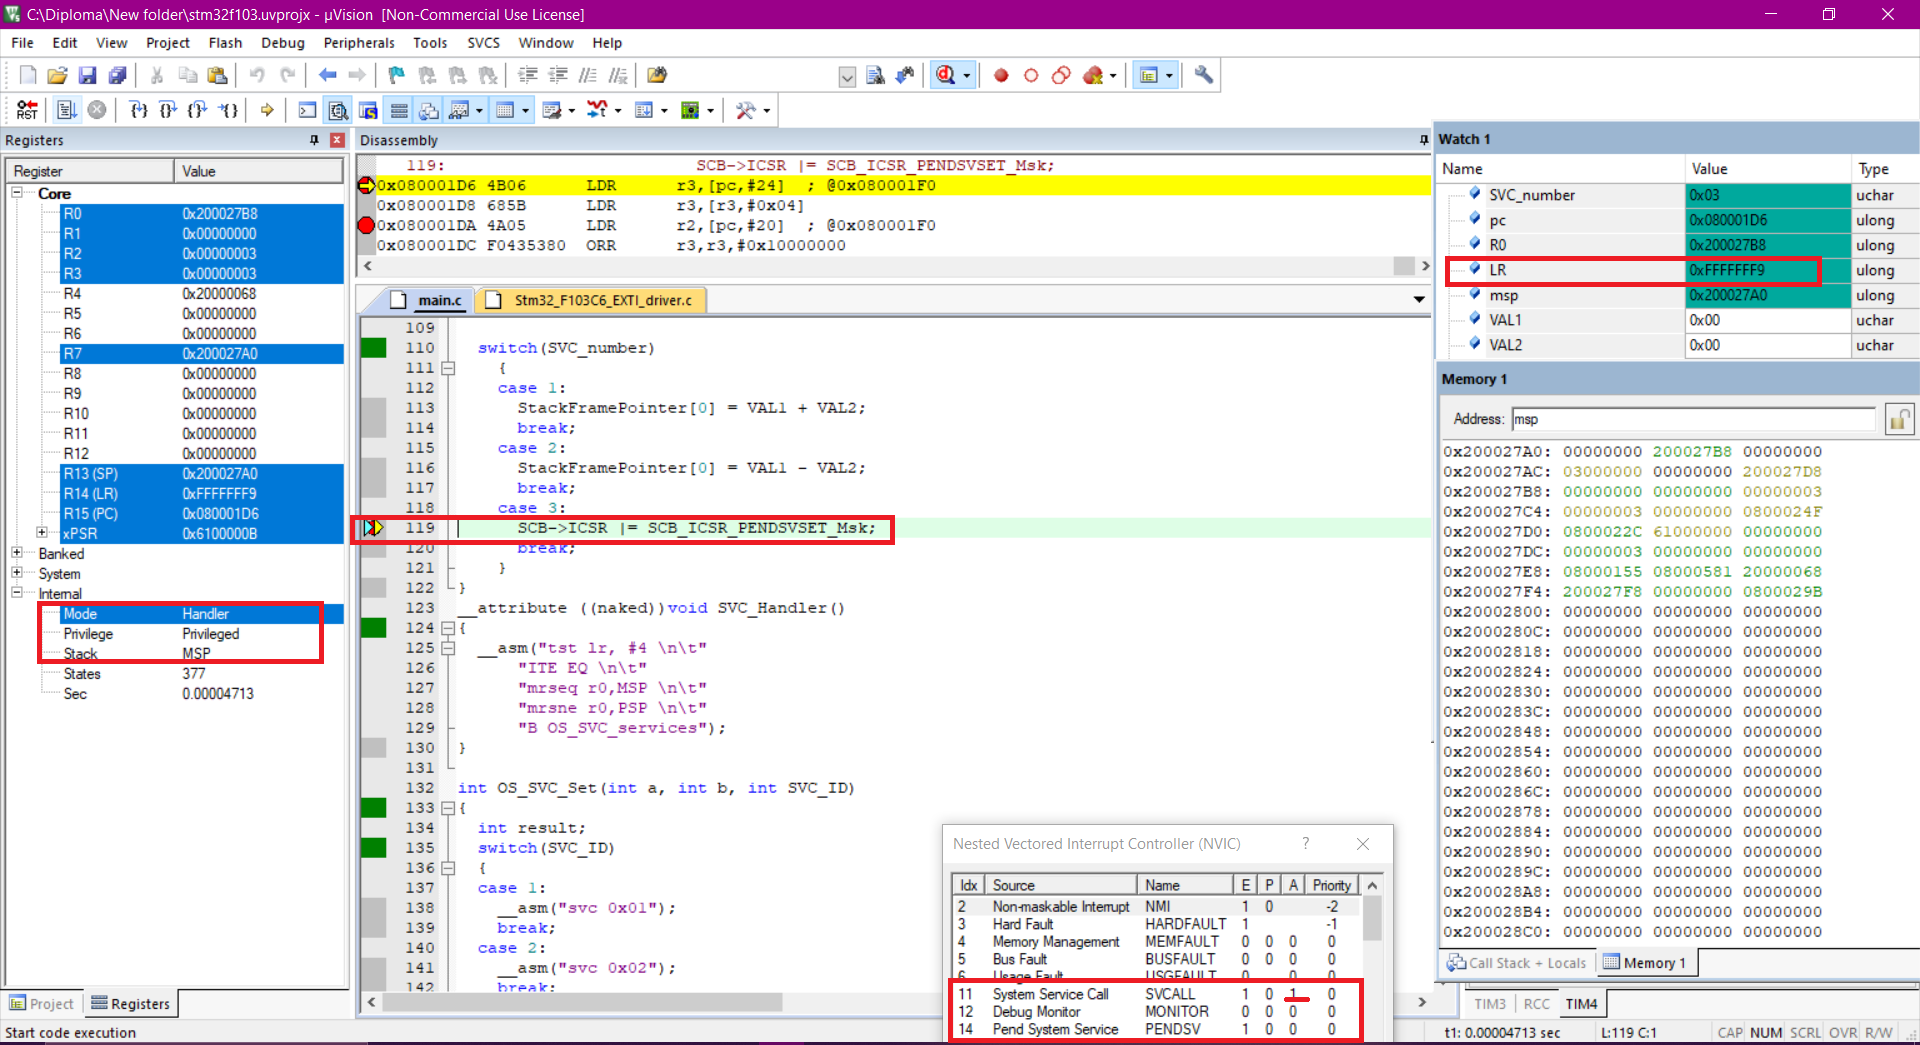 C:\Diploma\New folder\stm32f103.uvprojx - µVision  [Non-Commercial Use License]
File Edit View Project Flash Debug Peripherals Tools SVCS Window Help
Registers
Register Value
Core
R0 0x200027B8
R1 0x00000000
R2 0x00000003
R3 0x00000003
R4 0x20000068
R5 0x00000000
R6 0x00000000
R7 0x200027A0
R8 0x00000000
R9 0x00000000
R10 0x00000000
R11 0x00000000
R12 0x00000000
R13 (SP) 0x200027A0
R14 (LR) 0xFFFFFFF9
R15 (PC) 0x080001D6
xPSR 0x6100000B
Banked
System
Internal
Mode Handler
Privilege Privileged
Stack MSP
States 377
Sec 0.00004713
Project Registers
Disassembly
119: SCB->ICSR |= SCB_ICSR_PENDSVSET_Msk;
0x080001D6 4B06 LDR r3,[pc,#24] ; @0x080001F0
0x080001D8 685B LDR r3,[r3,#0x04]
0x080001DA 4A05 LDR r2,[pc,#20] ; @0x080001F0
0x080001DC F0435380 ORR r3,r3,#0x10000000
main.c Stm32_F103C6_EXTI_driver.c
109
110 switch(SVC_number)
111 {
112 case 1:
113 StackFramePointer[0] = VAL1 + VAL2;
114 break;
115 case 2:
116 StackFramePointer[0] = VAL1 - VAL2;
117 break;
118 case 3:
119 SCB->ICSR |= SCB_ICSR_PENDSVSET_Msk;
120 break;
121 }
122 }
123 __attribute ((naked))void SVC_Handler()
124 {
125 __asm("tst lr, #4 \n\t"
126 "ITE EQ \n\t"
127 "mrseq r0,MSP \n\t"
128 "mrsne r0,PSP \n\t"
129 "B OS_SVC_services");
130 }
131
132 int OS_SVC_Set(int a, int b, int SVC_ID)
133 {
134 int result;
135 switch(SVC_ID)
136 {
137 case 1:
138 __asm("svc 0x01");
139 break;
140 case 2:
141 __asm("svc 0x02");
142 break;
Nested Vectored Interrupt Controller (NVIC) ?
Idx Source Name E P A Priority
2 Non-maskable Interrupt NMI 1 0 -2
3 Hard Fault HARDFAULT 1 -1
4 Memory Management MEMFAULT 0 0 0 0
5 Bus Fault BUSFAULT 0 0 0 0
6 Usage Fault USGFAULT 0 0 0 0
11 System Service Call SVCALL 1 0 1 0
12 Debug Monitor MONITOR 0 0 0 0
14 Pend System Service PENDSV 1 0 0 0
Watch 1
Name Value Type
SVC_number 0x03 uchar
pc 0x080001D6 ulong
R0 0x200027B8 ulong
LR 0xFFFFFFF9 ulong
msp 0x200027A0 ulong
VAL1 0x00 uchar
VAL2 0x00 uchar
Memory 1
Address: msp
0x200027A0: 00000000 200027B8 00000000
0x200027AC: 03000000 00000000 200027D8
0x200027B8: 00000000 00000000 00000003
0x200027C4: 00000003 00000000 0800024F
0x200027D0: 0800022C 61000000 00000000
0x200027DC: 00000003 00000000 00000000
0x200027E8: 08000155 08000581 20000068
0x200027F4: 200027F8 00000000 0800029B
0x20002800: 00000000 00000000 00000000
0x2000280C: 00000000 00000000 00000000
0x20002818: 00000000 00000000 00000000
0x20002824: 00000000 00000000 00000000
0x20002830: 00000000 00000000 00000000
0x2000283C: 00000000 00000000 00000000
0x20002848: 00000000 00000000 00000000
0x20002854: 00000000 00000000 00000000
0x20002860: 00000000 00000000 00000000
0x2000286C: 00000000 00000000 00000000
0x20002878: 00000000 00000000 00000000
0x20002884: 00000000 00000000 00000000
0x20002890: 00000000 00000000 00000000
0x2000289C: 00000000 00000000 00000000
0x200028A8: 00000000 00000000 00000000
0x200028B4: 00000000 00000000 00000000
0x200028C0: 00000000 00000000 00000000
Call Stack + Locals Memory 1
TIM3 RCC TIM4
Start code execution t1: 0.00004713 sec L:119 C:1 CAP NUM SCRL OVR R/W